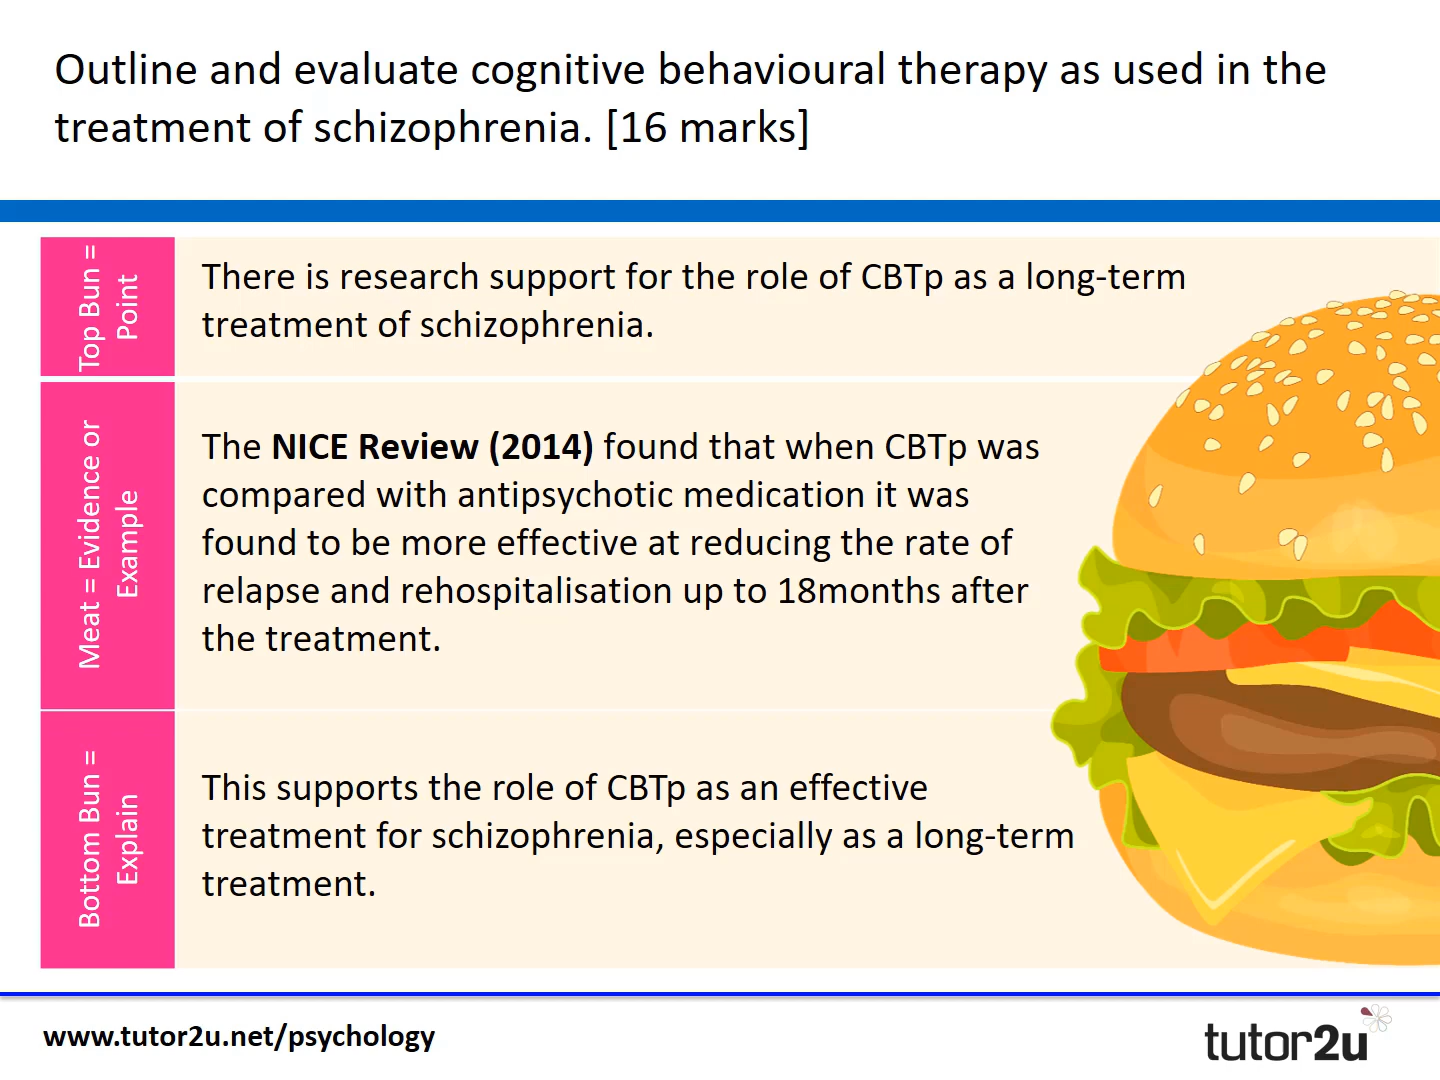 Outline and evaluate cognitive behavioural therapy as used in the
treatment of schizophrenia. [16 marks]
Top Bun =
Point
There is research support for the role of CBTp as a long-term
treatment of schizophrenia.
Meat = Evidence or
Example
The NICE Review (2014) found that when CBTp was
compared with antipsychotic medication it was
found to be more effective at reducing the rate of
relapse and rehospitalisation up to 18months after
the treatment.
Bottom Bun =
Explain
This supports the role of CBTp as an effective
treatment for schizophrenia, especially as a long-term
treatment.
www.tutor2u.net/psychology
tutor2u